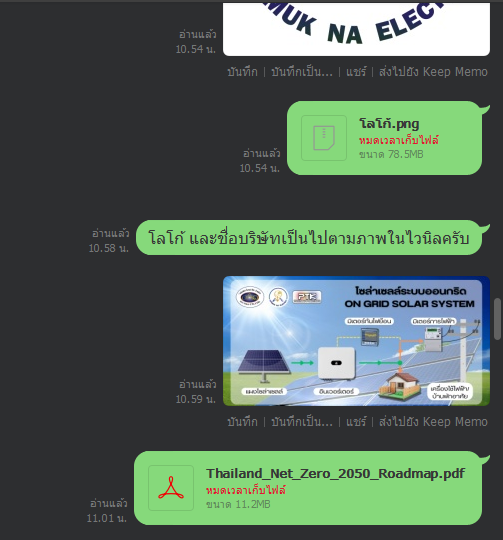 MUK NA ELECT
อ่านแล้ว
10.54 น.
บันทึก | บันทึกเป็น... | แชร์ | ส่งไปยัง Keep Memo
โลโก้.png
หมดเวลาเก็บไฟล์
ขนาด 78.5MB
อ่านแล้ว
10.54 น.
โลโก้ และชื่อบริษัทเป็นไปตามภาพในไวนิลครับ
อ่านแล้ว
10.58 น.
โซล่าเซลล์ระบบออนกริด
ON GRID SOLAR SYSTEM
มิเตอร์กันไฟย้อน
มิเตอร์การไฟฟ้า
แผงโซล่าเซลล์
อินเวอร์เตอร์
เครื่องใช้ไฟฟ้า
บ้านพักอาศัย
อ่านแล้ว
10.59 น.
บันทึก | บันทึกเป็น... | แชร์ | ส่งไปยัง Keep Memo
Thailand_Net_Zero_2050_Roadmap.pdf
หมดเวลาเก็บไฟล์
ขนาด 11.2MB
อ่านแล้ว
11.01 น.